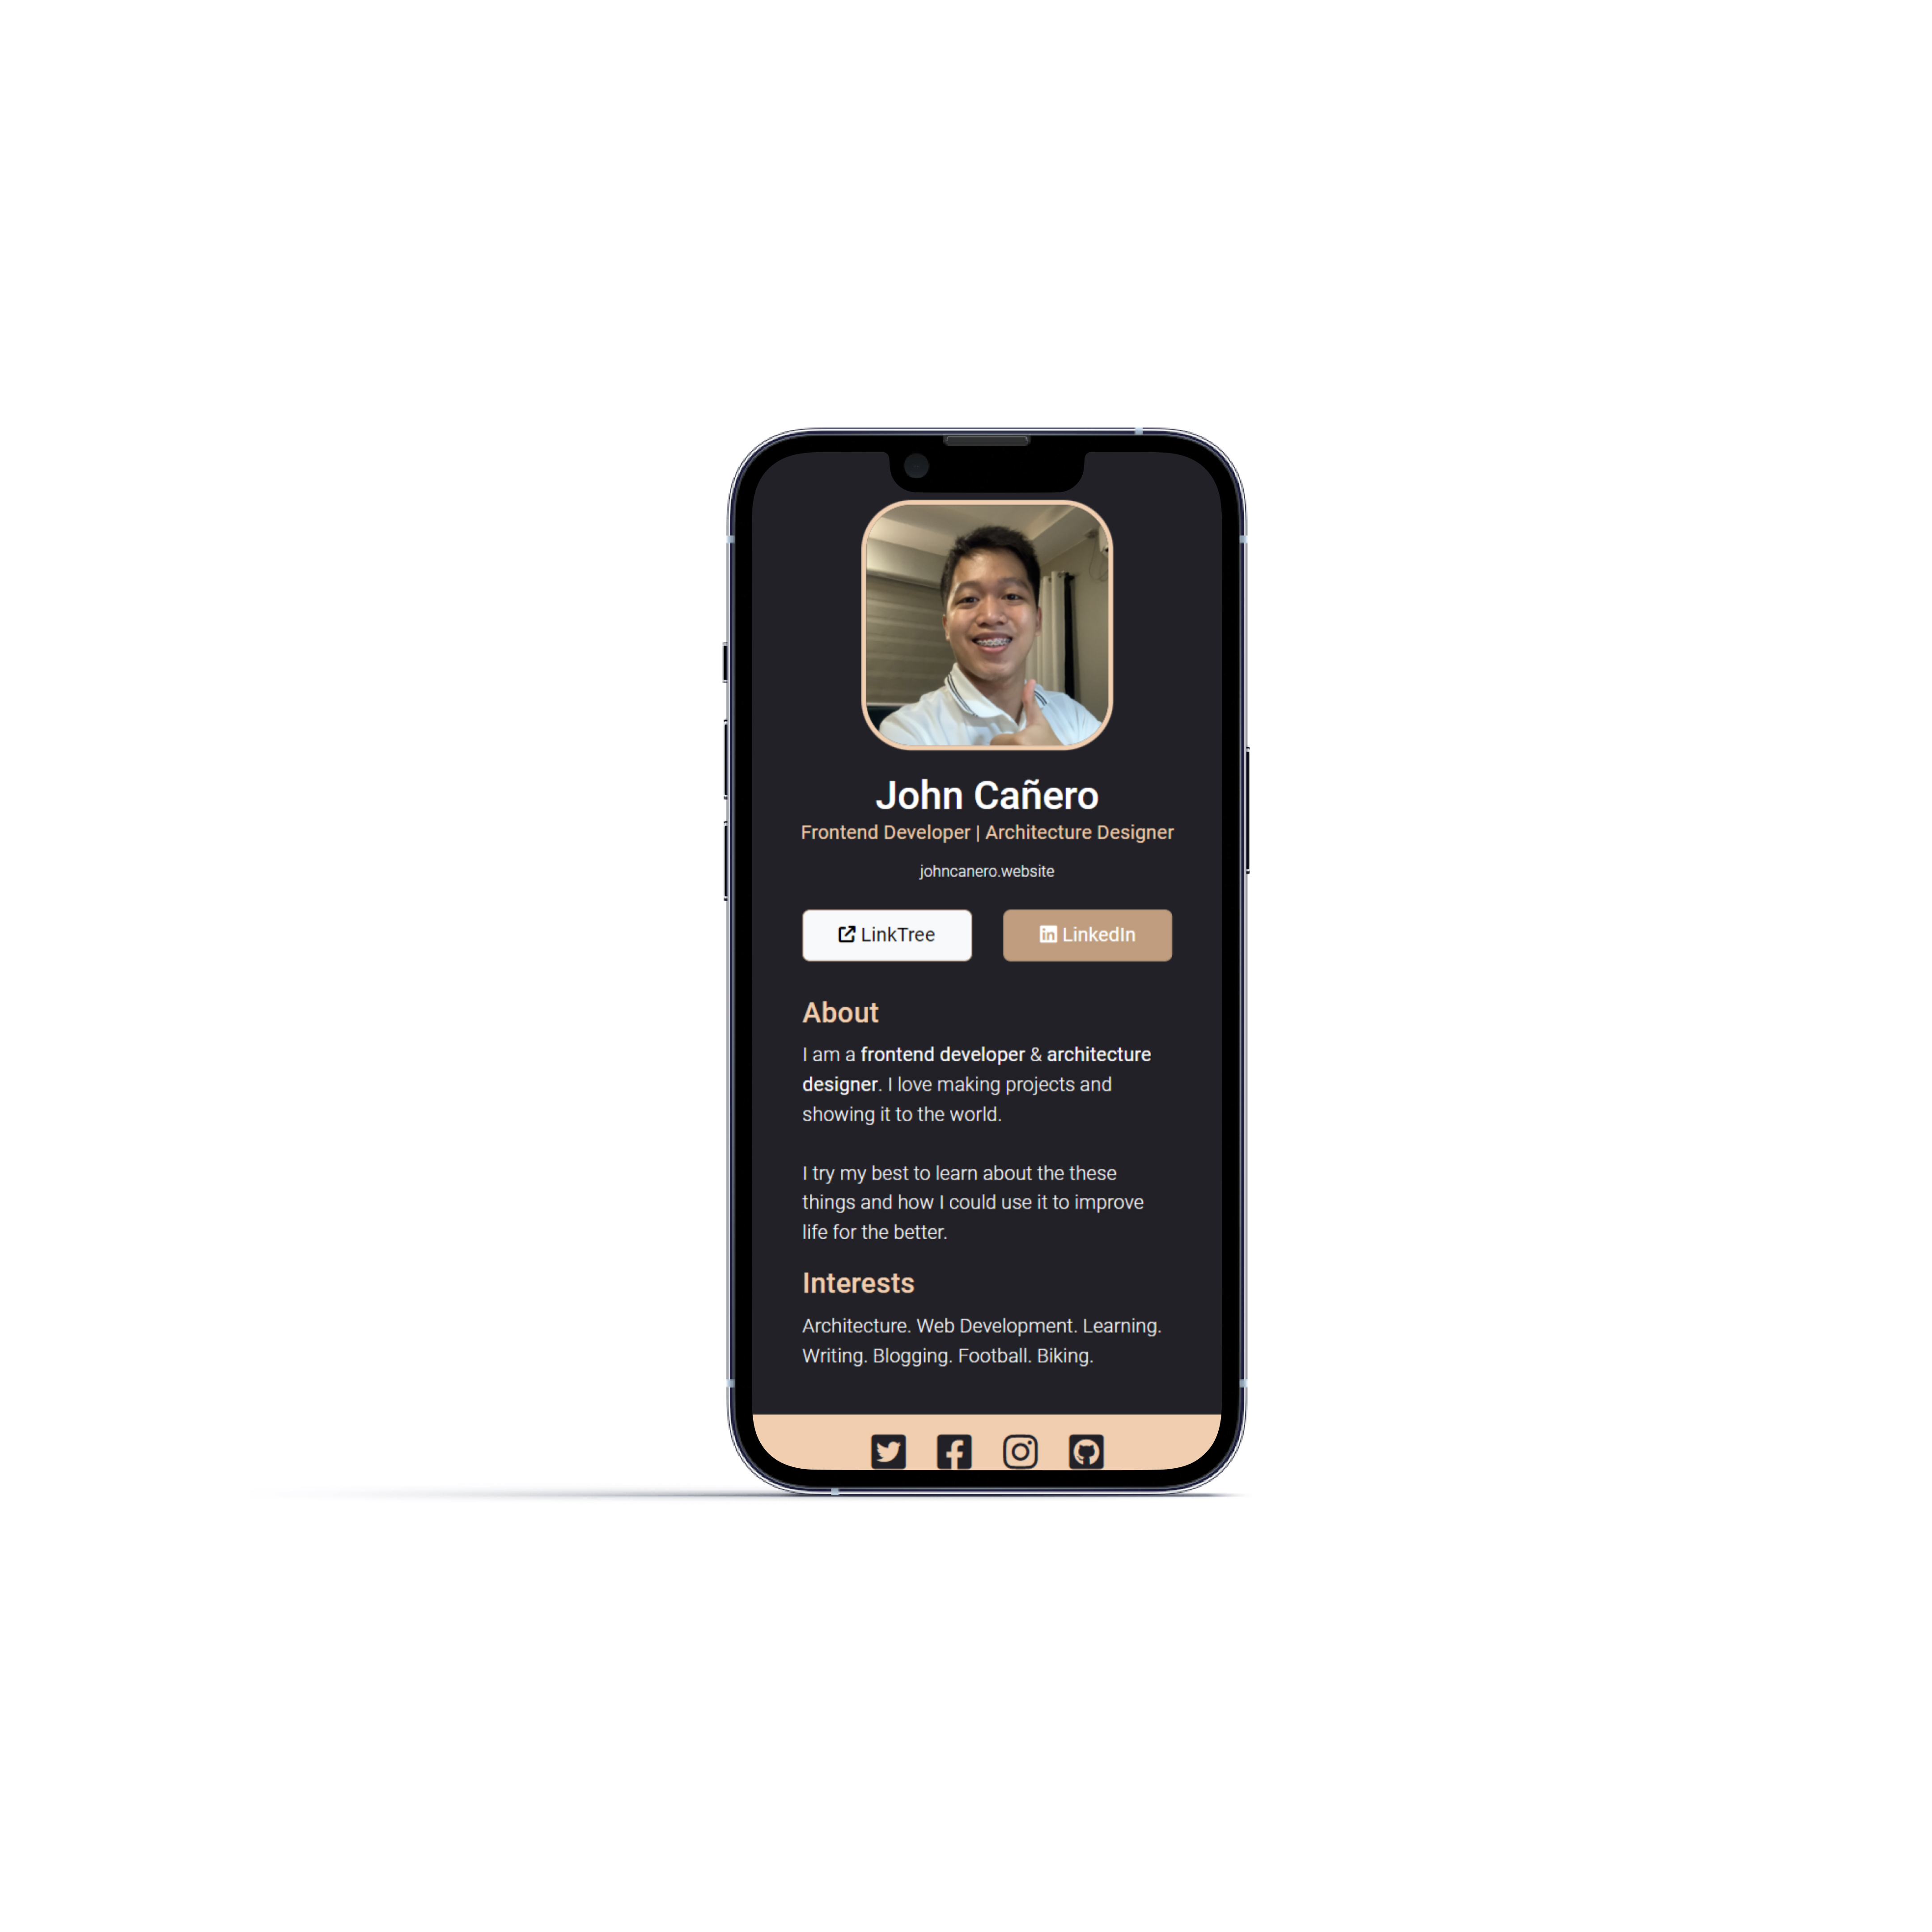 John Cañero
Frontend Developer | Architecture Designer
johncanero.website
LinkTree
LinkedIn
About
I am a frontend developer & architecture
designer. I love making projects and
showing it to the world.
I try my best to learn about the these
things and how I could use it to improve
life for the better.
Interests
Architecture. Web Development. Learning.
Writing. Blogging. Football. Biking.